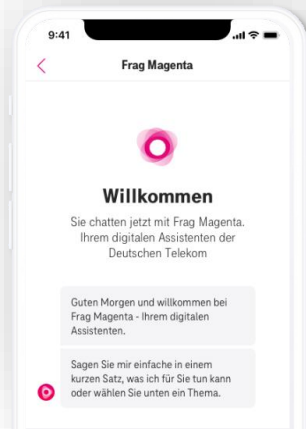 9:41
Frag Magenta
Willkommen
Sie chatten jetzt mit Frag Magenta.
Ihrem digitalen Assistenten der
Deutschen Telekom
Guten Morgen und willkommen bei
Frag Magenta - Ihrem digitalen
Assistenten.
Sagen Sie mir einfache in einem
kurzen Satz, was ich für Sie tun kann
oder wählen Sie unten ein Thema.